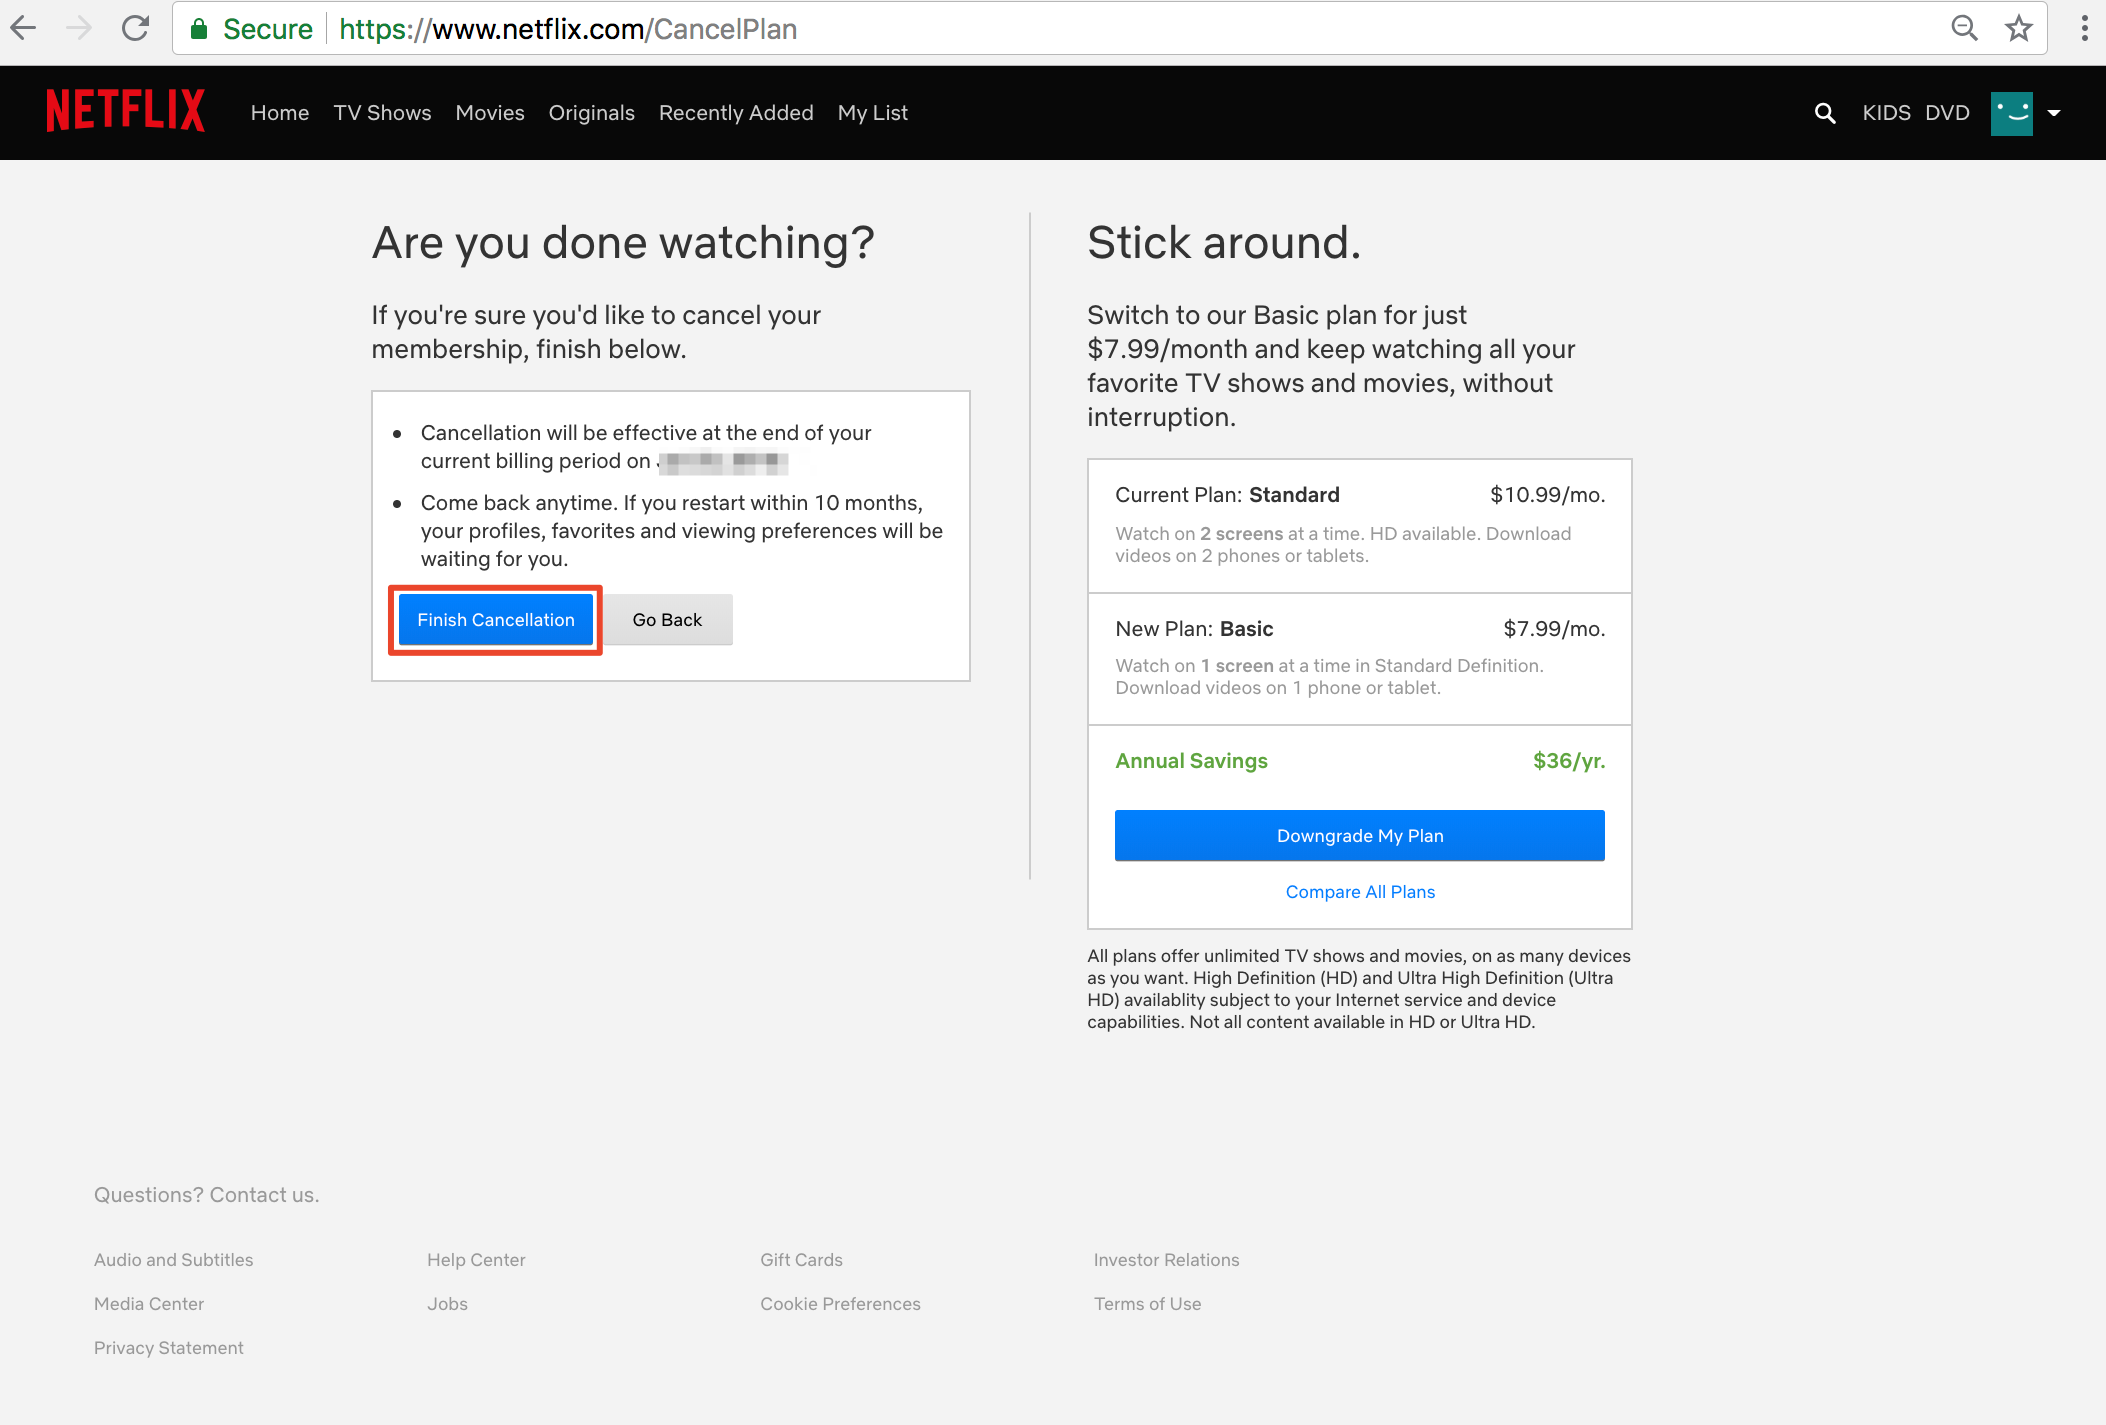 Secure https://www.netflix.com/CancelPlan
NETFLIX Home TV Shows Movies Originals Recently Added My List KIDS DVD
Are you done watching?
If you're sure you'd like to cancel your
membership, finish below.
Cancellation will be effective at the end of your
current billing period on
Come back anytime. If you restart within 10 months,
your profiles, favorites and viewing preferences will be
waiting for you.
Finish Cancellation Go Back
Stick around.
Switch to our Basic plan for just
$7.99/month and keep watching all your
favorite TV shows and movies, without
interruption.
Current Plan: Standard $10.99/mo.
Watch on 2 screens at a time. HD available. Download
videos on 2 phones or tablets.
New Plan: Basic $7.99/mo.
Watch on 1 screen at a time in Standard Definition.
Download videos on 1 phone or tablet.
Annual Savings $36/yr.
Downgrade My Plan
Compare All Plans
All plans offer unlimited TV shows and movies, on as many devices
as you want. High Definition (HD) and Ultra High Definition (Ultra
HD) availablity subject to your Internet service and device
capabilities. Not all content available in HD or Ultra HD.
Questions? Contact us.
Audio and Subtitles Help Center Gift Cards Investor Relations
Media Center Jobs Cookie Preferences Terms of Use
Privacy Statement